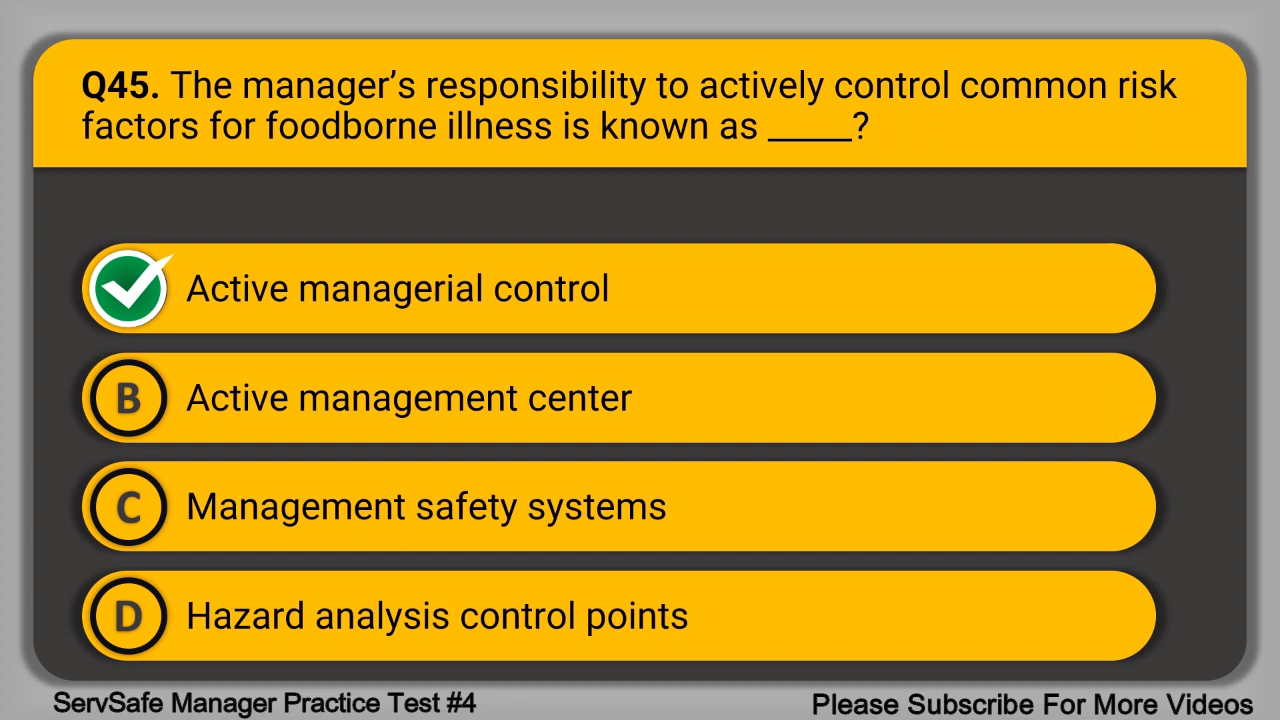 Q45. The manager’s responsibility to actively control common risk
factors for foodborne illness is known as _____?
Active managerial control
B Active management center
C Management safety systems
D Hazard analysis control points
ServSafe Manager Practice Test #4
Please Subscribe For More Videos